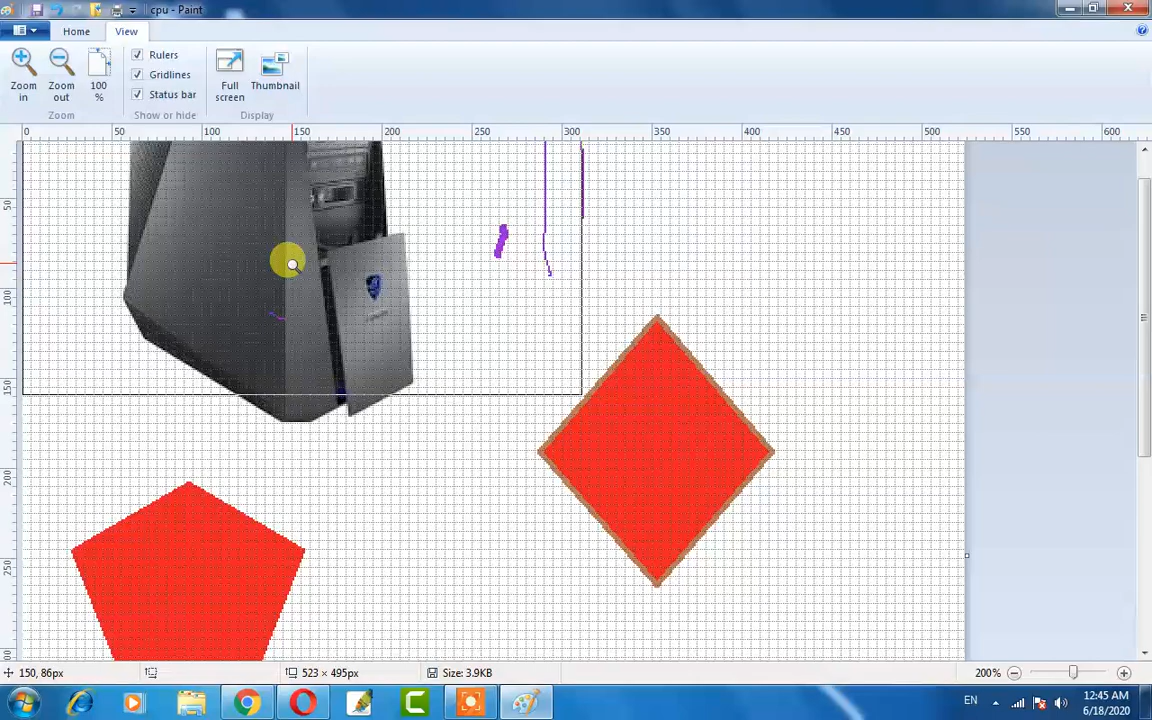 cpu - Paint
Home View
Zoom in
Zoom out
100 %
Rulers
Gridlines
Status bar
Full screen
Thumbnail
Zoom
Show or hide
Display
0 50 100 150 200 250 300 350 400 450 500 550 600
50
100
150
200
250
150, 86px
523 × 495px
Size: 3.9KB
200%
EN
12:45 AM
6/18/2020